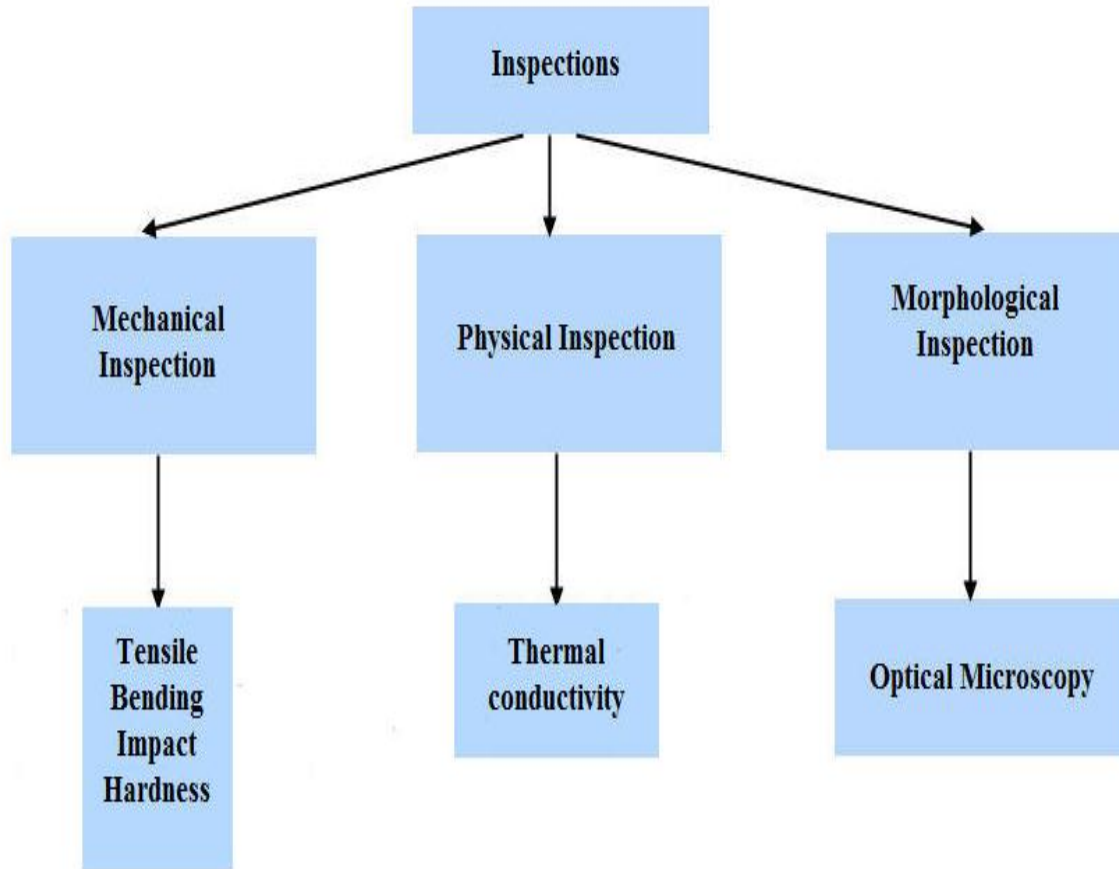 Inspections
Mechanical
Inspection
Physical Inspection
Morphological
Inspection
Tensile
Bending
Impact
Hardness
Thermal
conductivity
Optical Microscopy